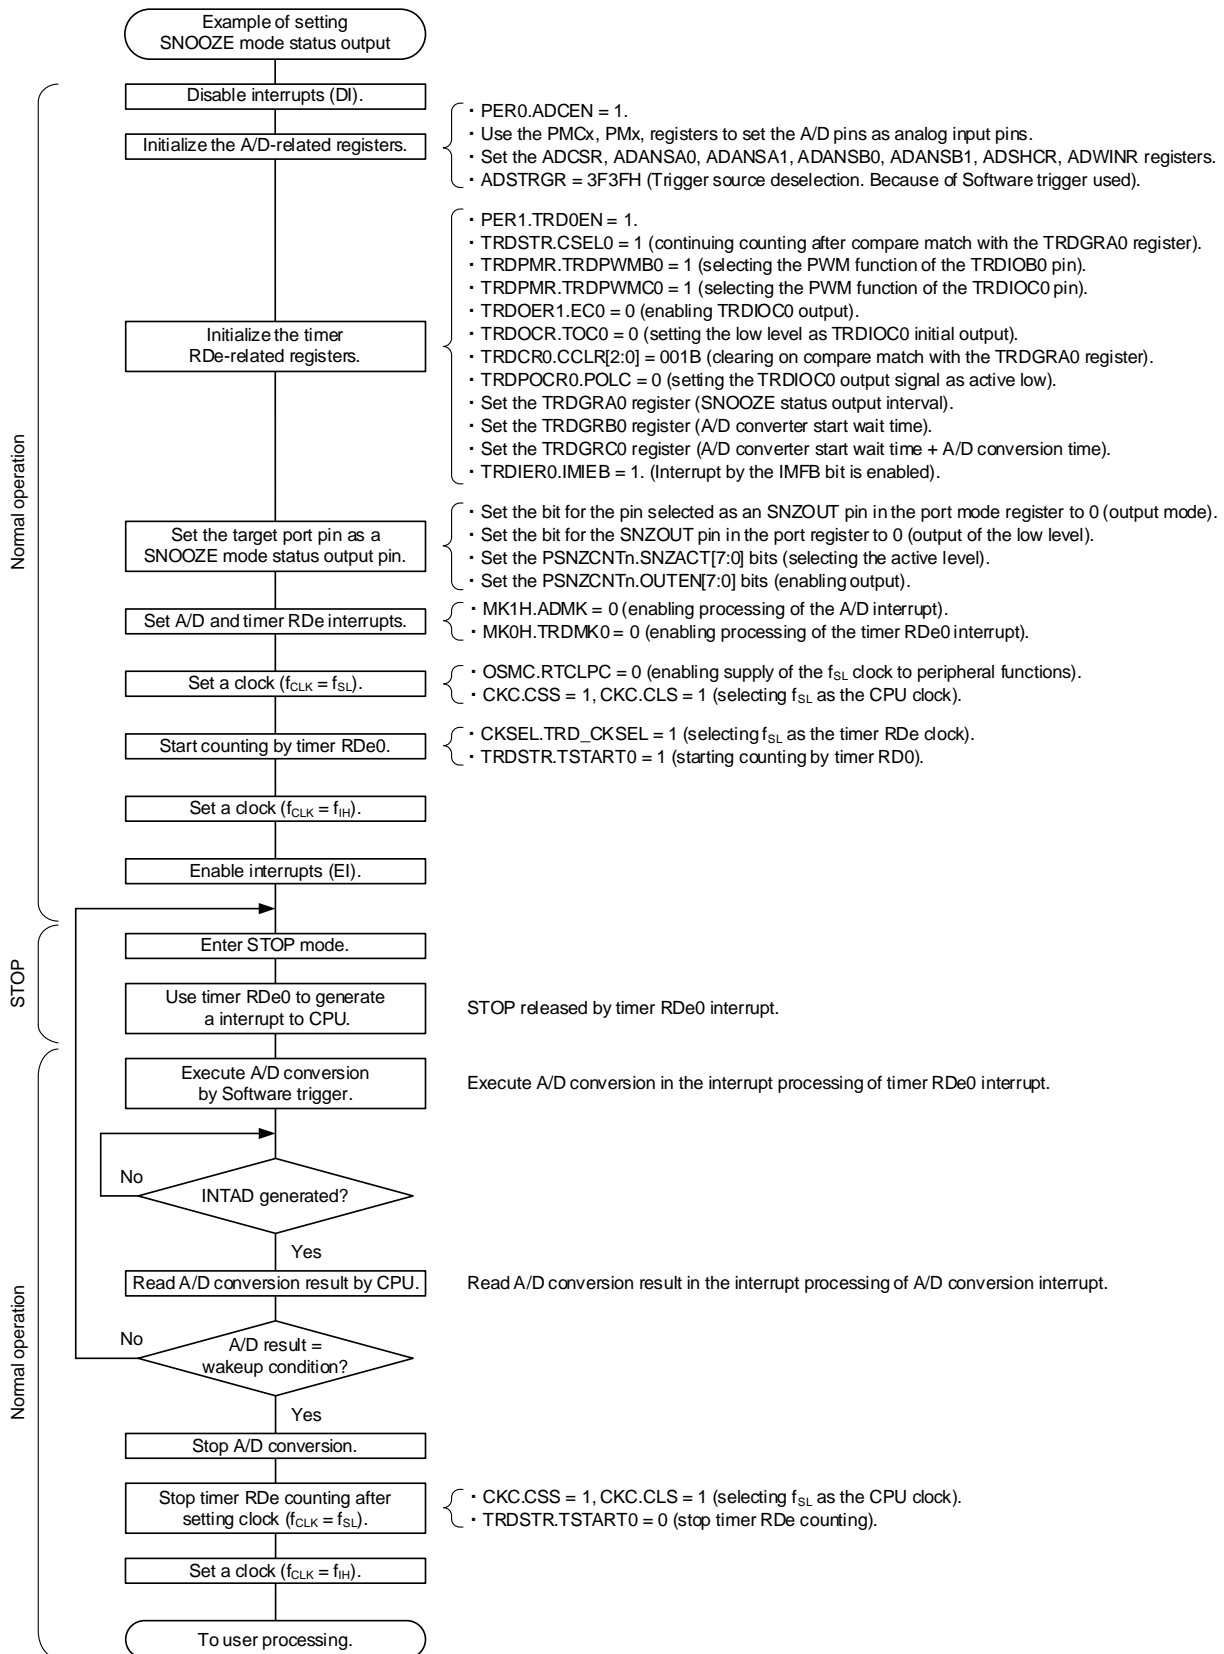 Example of setting
SNOOZE mode status output
Normal operation
Disable interrupts (DI).
Initialize the A/D-related registers.
・PER0.ADCEN = 1.
・Use the PMCx, PMx, registers to set the A/D pins as analog input pins.
・Set the ADCSR, ADANSA0, ADANSA1, ADANSB0, ADANSB1, ADSHCR, ADWINR registers.
・ADSTRGR = 3F3FH (Trigger source deselection. Because of Software trigger used).
Initialize the timer
RDe-related registers.
・PER1.TRD0EN = 1.
・TRDSTR.CSEL0 = 1 (continuing counting after compare match with the TRDGRA0 register).
・TRDPMR.TRDPWMB0 = 1 (selecting the PWM function of the TRDIOB0 pin).
・TRDPMR.TRDPWMC0 = 1 (selecting the PWM function of the TRDIOC0 pin).
・TRDOER1.EC0 = 0 (enabling TRDIOC0 output).
・TRDOCR.TOC0 = 0 (setting the low level as TRDIOC0 initial output).
・TRDCR0.CCLR[2:0] = 001B (clearing on compare match with the TRDGRA0 register).
・TRDPOCR0.POLC = 0 (setting the TRDIOC0 output signal as active low).
・Set the TRDGRA0 register (SNOOZE status output interval).
・Set the TRDGRB0 register (A/D converter start wait time).
・Set the TRDGRC0 register (A/D converter start wait time + A/D conversion time).
・TRDIER0.IMIEB = 1. (Interrupt by the IMFB bit is enabled).
Set the target port pin as a
SNOOZE mode status output pin.
・Set the bit for the pin selected as an SNZOUT pin in the port mode register to 0 (output mode).
・Set the bit for the SNZOUT pin in the port register to 0 (output of the low level).
・Set the PSNZCNTn.SNZACT[7:0] bits (selecting the active level).
・Set the PSNZCNTn.OUTEN[7:0] bits (enabling output).
Set A/D and timer RDe interrupts.
・MK1H.ADMK = 0 (enabling processing of the A/D interrupt).
・MK0H.TRDMK0 = 0 (enabling processing of the timer RDe0 interrupt).
Set a clock (fCLK = fSL).
・OSMC.RTCLPC = 0 (enabling supply of the fSL clock to peripheral functions).
・CKC.CSS = 1, CKC.CLS = 1 (selecting fSL as the CPU clock).
Start counting by timer RDe0.
・CKSEL.TRD_CKSEL = 1 (selecting fSL as the timer RDe clock).
・TRDSTR.TSTART0 = 1 (starting counting by timer RD0).
Set a clock (fCLK = fIH).
Enable interrupts (EI).
STOP
Enter STOP mode.
Use timer RDe0 to generate
a interrupt to CPU.
STOP released by timer RDe0 interrupt.
Normal operation
Execute A/D conversion
by Software trigger.
Execute A/D conversion in the interrupt processing of timer RDe0 interrupt.
No
INTAD generated?
Yes
Read A/D conversion result by CPU.
Read A/D conversion result in the interrupt processing of A/D conversion interrupt.
No
A/D result =
wakeup condition?
Yes
Stop A/D conversion.
Stop timer RDe counting after
setting clock (fCLK = fSL).
・CKC.CSS = 1, CKC.CLS = 1 (selecting fSL as the CPU clock).
・TRDSTR.TSTART0 = 0 (stop timer RDe counting).
Set a clock (fCLK = fIH).
To user processing.